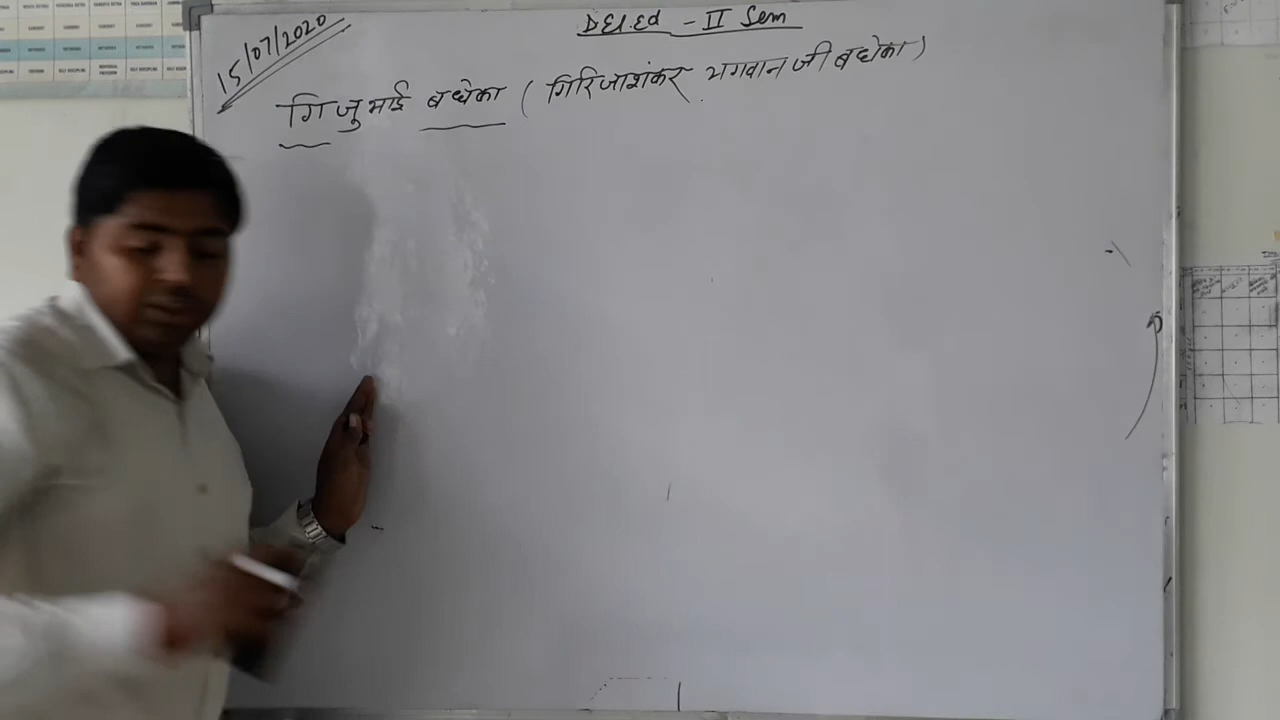 D.El.Ed - II Sem
15/07/2020
गिजु भाई बधेका ( गिरिजाशंकर भगवान जी बधेका )